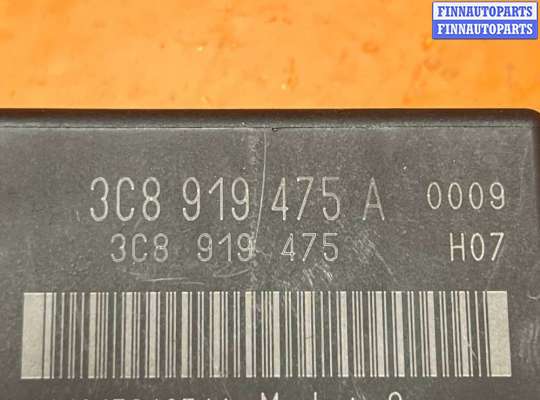 FINNAUTOPARTS
FINNAUTOPARTS
3C8 919 475 A 0009
3C8 919 475 H07